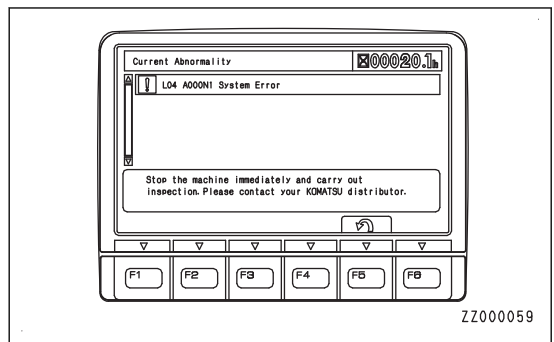 Current Abnormality
00020.1h
! L04 A000N1 System Error
Stop the machine immediately and carry out
inspection. Please contact your KOMATSU distributor.
F1 F2 F3 F4 F5 F6
ZZ000059